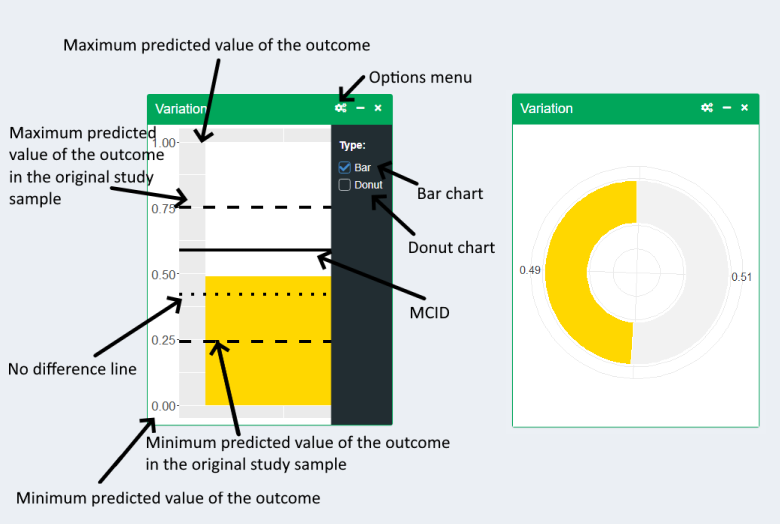 Maximum predicted value of the outcome
Options menu
Variation
Variation
Maximum predicted
value of the outcome
in the original study
sample
1.00
0.75
0.50
0.25
0.00
Type:
Bar
Donut
Bar chart
Donut chart
MCID
No difference line
0.49
0.51
Minimum predicted value of the outcome
in the original study sample
Minimum predicted value of the outcome